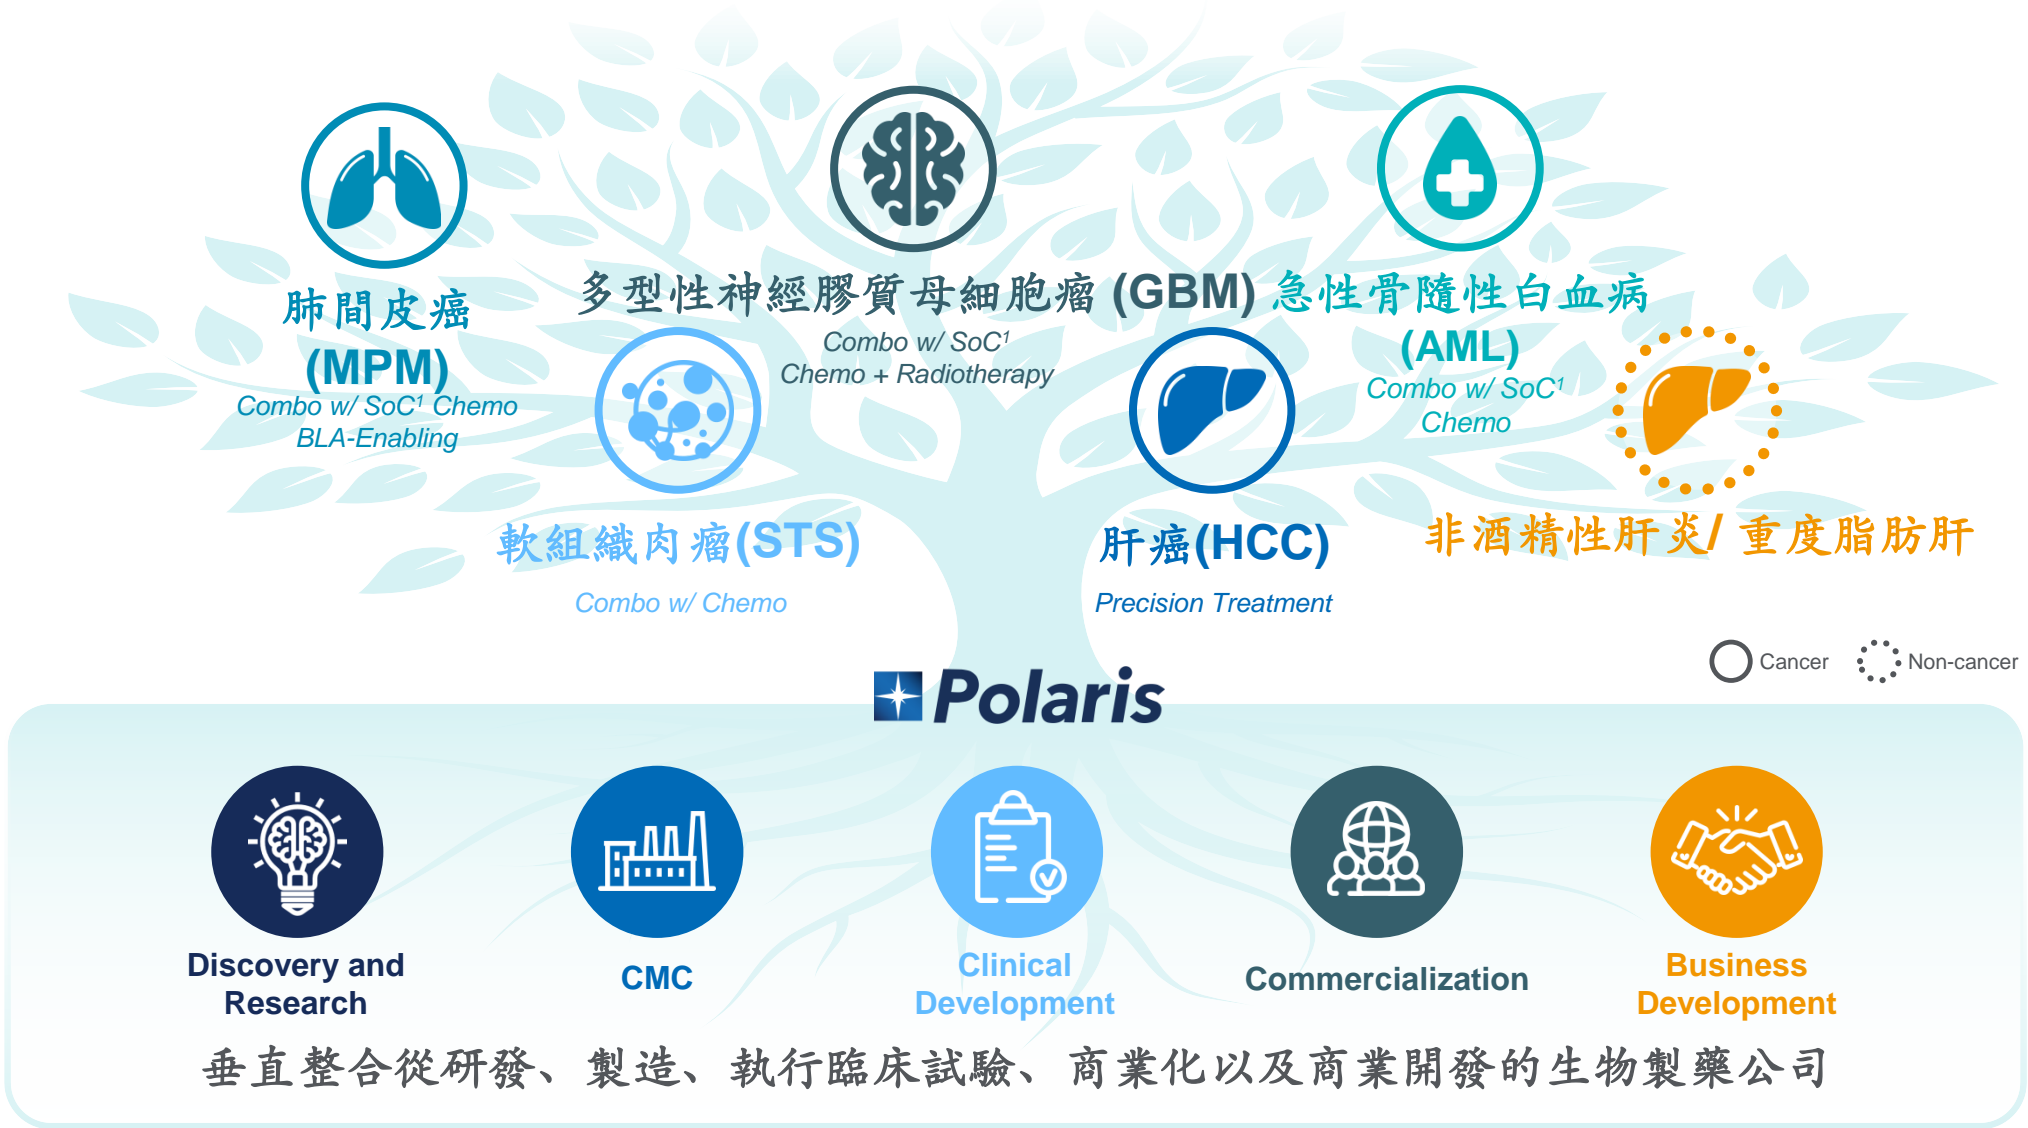 肺間皮癌
(MPM)
Combo w/ SoC¹ Chemo
BLA-Enabling
多型性神經膠質母細胞瘤 (GBM)
Combo w/ SoC¹
Chemo + Radiotherapy
急性骨隨性白血病
(AML)
Combo w/ SoC¹
Chemo
軟組織肉瘤(STS)
Combo w/ Chemo
肝癌(HCC)
Precision Treatment
非酒精性肝炎/ 重度脂肪肝
Cancer
Non-cancer
Polaris
Discovery and
Research
CMC
Clinical
Development
Commercialization
Business
Development
垂直整合從研發、製造、執行臨床試驗、商業化以及商業開發的生物製藥公司